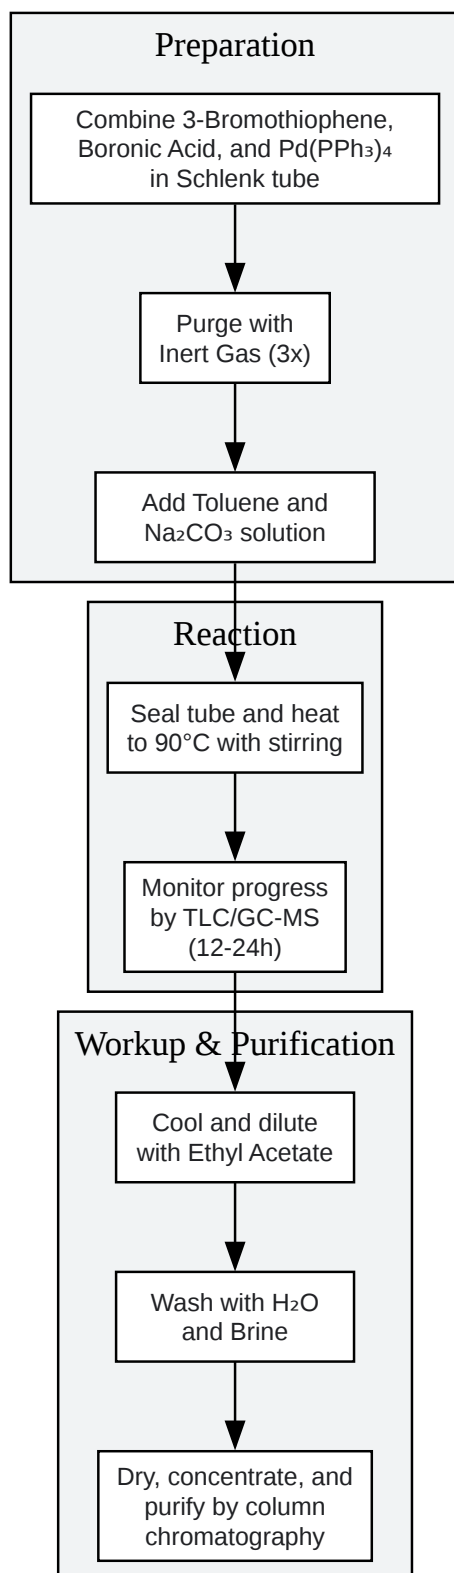 Preparation
Combine 3-Bromothiophene,
Boronic Acid, and Pd(PPh₃)₄
in Schlenk tube
Purge with
Inert Gas (3x)
Add Toluene and
Na₂CO₃ solution
Reaction
Seal tube and heat
to 90°C with stirring
Monitor progress
by TLC/GC-MS
(12-24h)
Workup & Purification
Cool and dilute
with Ethyl Acetate
Wash with H₂O
and Brine
Dry, concentrate, and
purify by column
chromatography